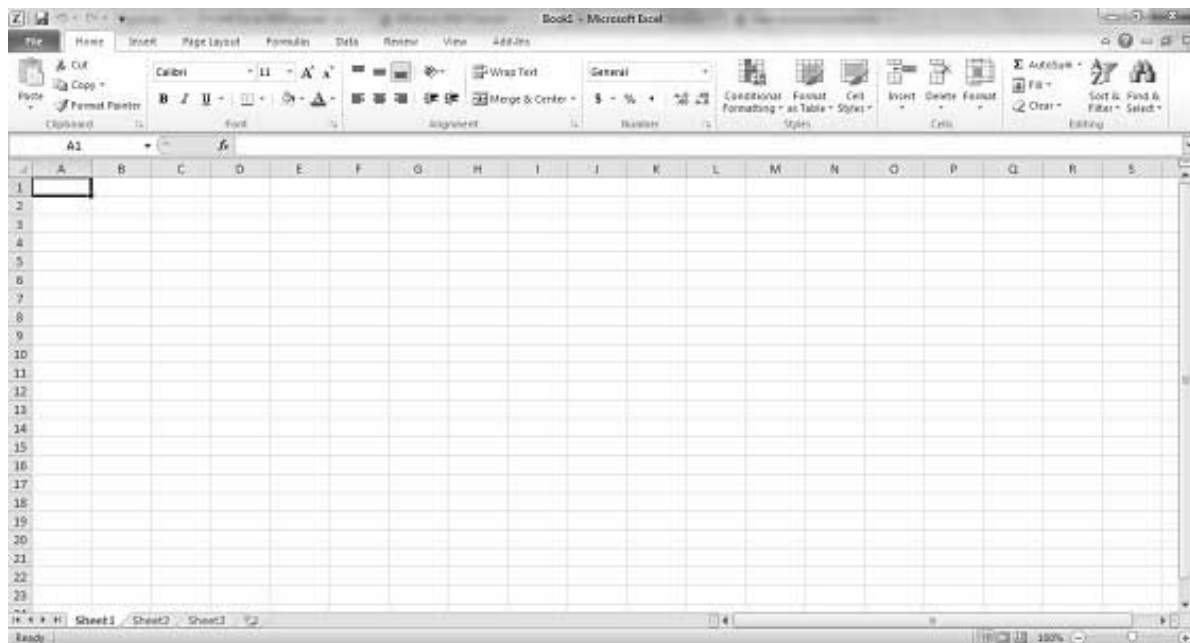 Book1 - Microsoft Excel
File Home Insert Page Layout Formulas Data Review View Add-Ins
Cut
Copy
Format Painter
Paste
Clipboard
Calibri 11 A A
B I U A
Font
Wrap Text
Merge & Center
Alignment
General
$ % ,
Number
Conditional Formatting
Format as Table
Cell Styles
Styles
Insert Delete Format
Cells
Σ AutoSum
Fill
Clear
Sort & Filter
Find & Select
Editing
A1 fx
A B C D E F G H I J K L M N O P Q R S
1
2
3
4
5
6
7
8
9
10
11
12
13
14
15
16
17
18
19
20
21
22
23
Sheet1 Sheet2 Sheet3
Ready 100%